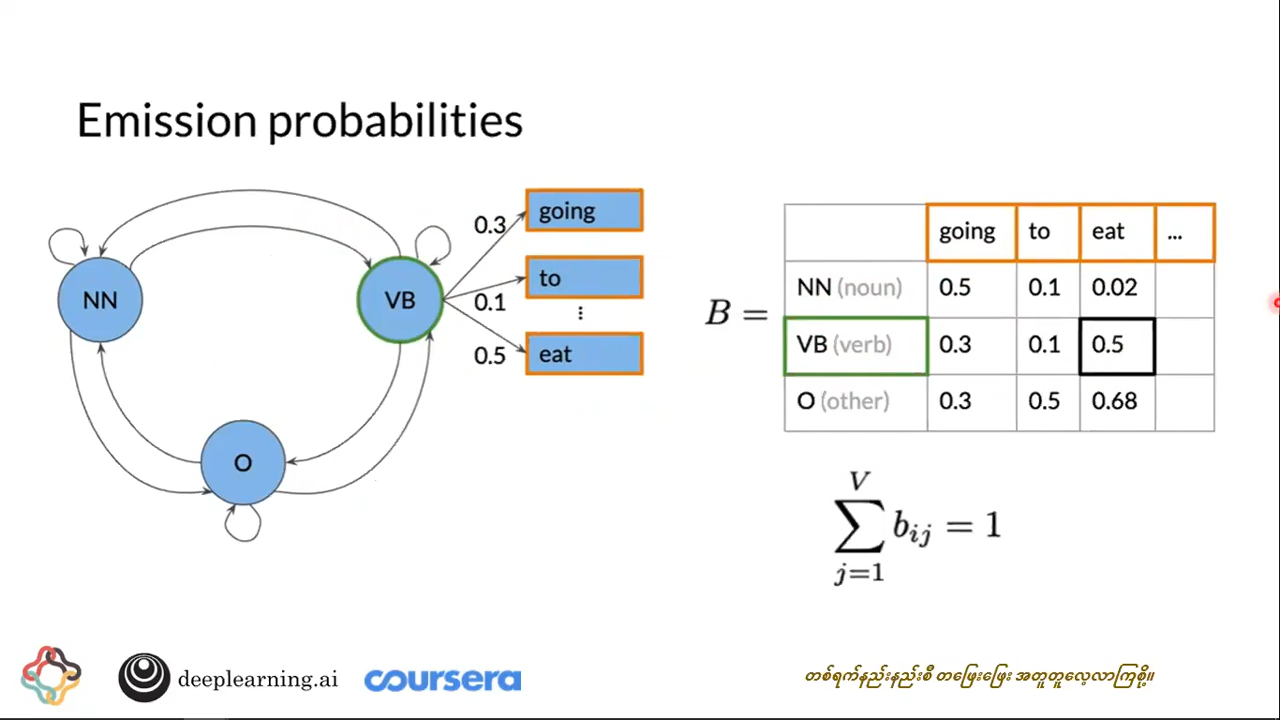 Emission probabilities
NN
VB
O
0.3
0.1
0.5
going
to
⋮
eat
B =
going to eat ...
NN (noun) 0.5 0.1 0.02
VB (verb) 0.3 0.1 0.5
O (other) 0.3 0.5 0.68
V
∑ bij = 1
j=1
deeplearning.ai
coursera
တစ်ရက်နည်းနည်းစီ တဖြေးဖြေး အတူတူလေ့လာကြစို့။